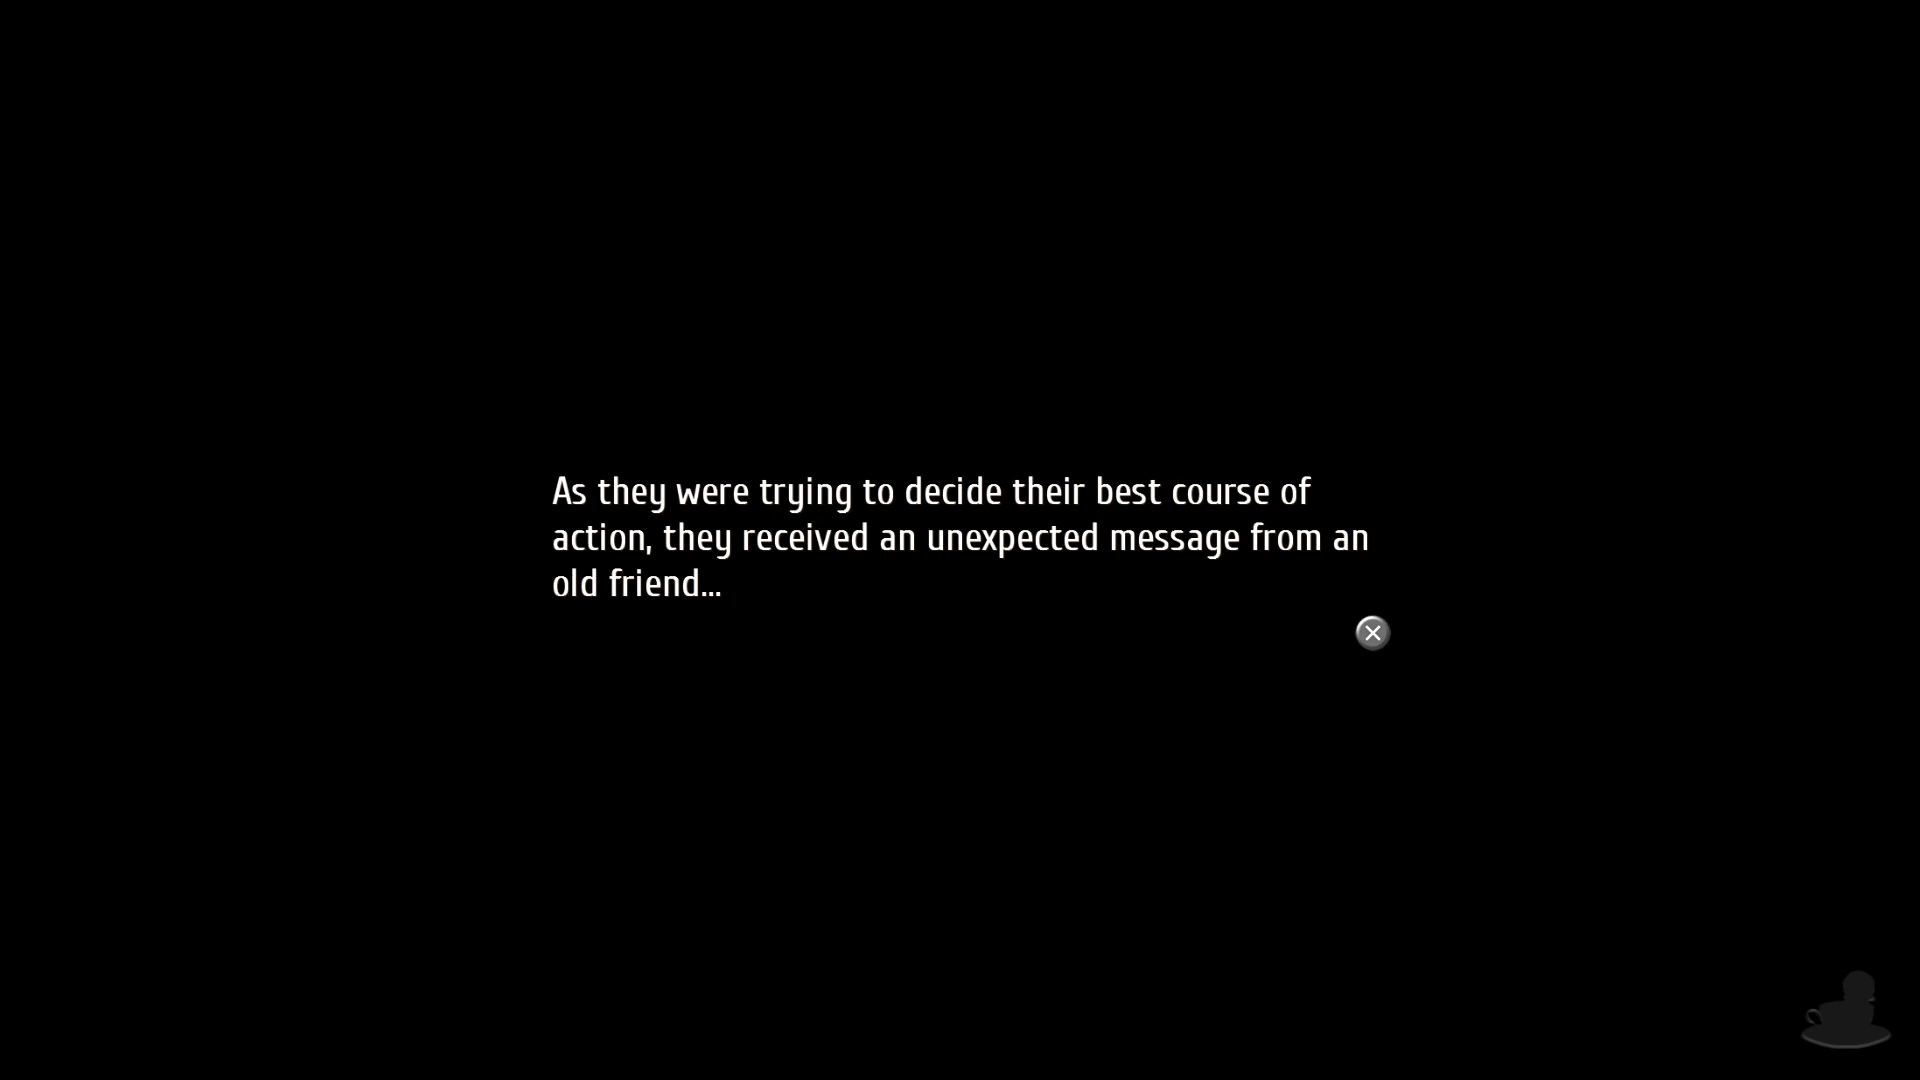 As they were trying to decide their best course of
action, they received an unexpected message from an
old friend...